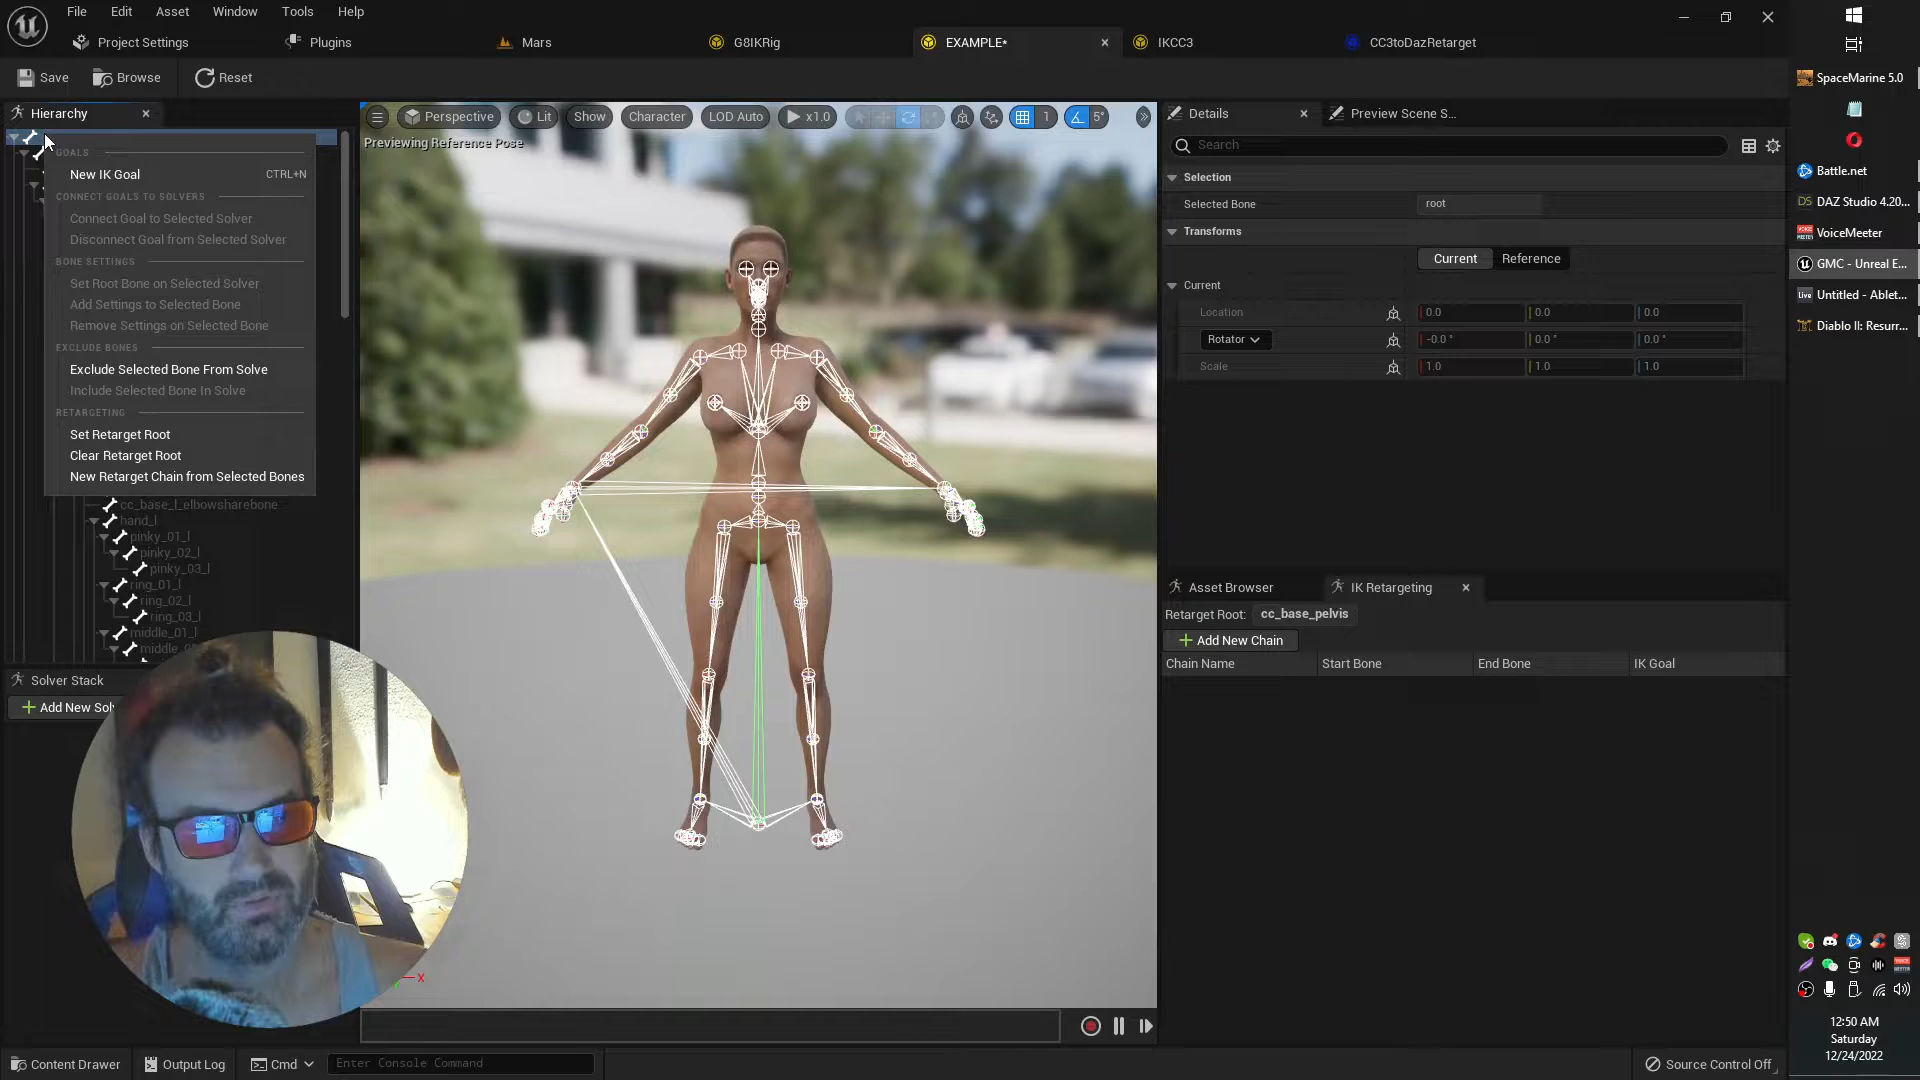 File Edit Asset Window Tools Help
Project Settings Plugins Mars G8IKRig EXAMPLE* IKCC3 CC3toDazRetarget
Save Browse Reset
SpaceMarine 5.0
Hierarchy
Perspective Lit Show Character LOD Auto x1.0 1 5°
Details Preview Scene S...
Previewing Reference Pose
Search
GOALS
New IK Goal CTRL+N
CONNECT GOALS TO SOLVERS
Connect Goal to Selected Solver
Disconnect Goal from Selected Solver
BONE SETTINGS
Set Root Bone on Selected Solver
Add Settings to Selected Bone
Remove Settings on Selected Bone
EXCLUDE BONES
Exclude Selected Bone From Solve
Include Selected Bone In Solve
RETARGETING
Set Retarget Root
Clear Retarget Root
New Retarget Chain from Selected Bones
cc_base_l_elbowsharebone
hand_l
pinky_01_l
pinky_02_l
pinky_03_l
ring_01_l
ring_02_l
ring_03_l
middle_01_l
Solver Stack
Add New Sol
Selection
Selected Bone root
Transforms
Current Reference
Current
Location 0.0 0.0 0.0
Rotator -0.0 ° 0.0 ° 0.0 °
Scale 1.0 1.0 1.0
Asset Browser IK Retargeting
Retarget Root: cc_base_pelvis
Add New Chain
Chain Name Start Bone End Bone IK Goal
X
Battle.net
DS DAZ Studio 4.20...
VoiceMeeter
GMC - Unreal E...
Live Untitled - Ablet...
Diablo II: Resurr...
12:50 AM
Saturday
12/24/2022
Content Drawer Output Log Cmd Enter Console Command Source Control Off